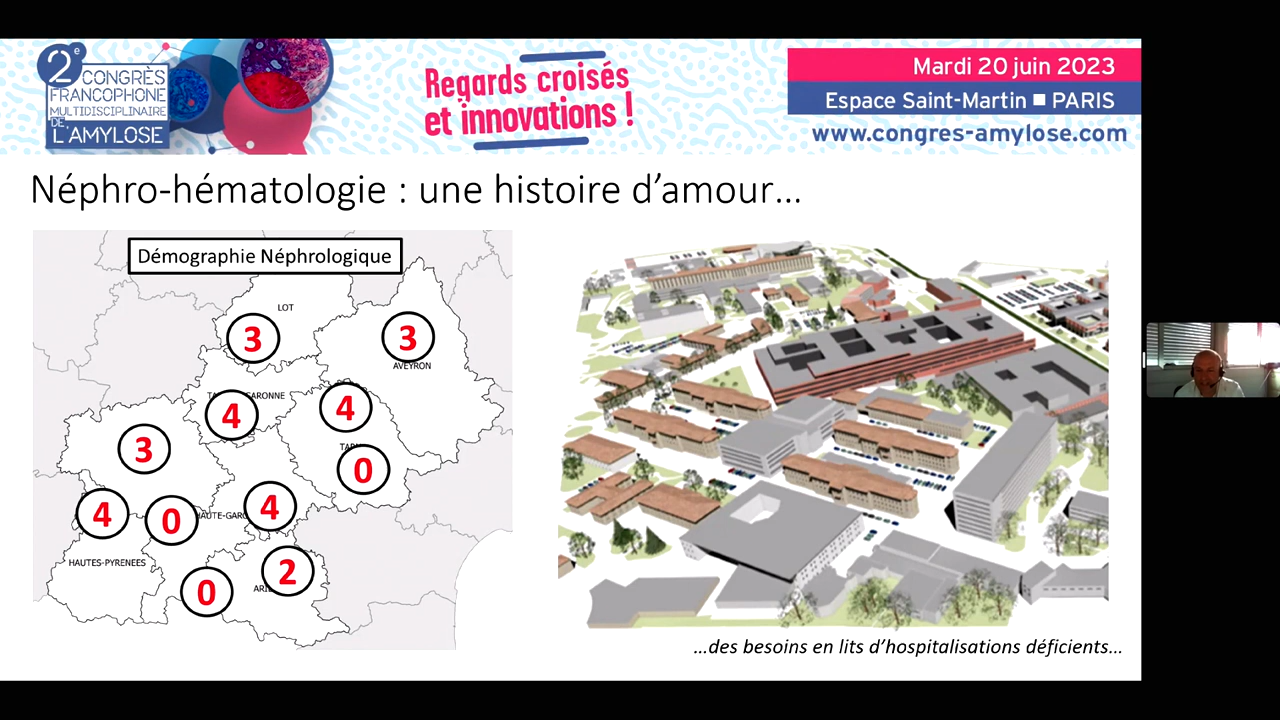 2e CONGRÈS
FRANCOPHONE
MULTIDISCIPLINAIRE
DE
L'AMYLOSE
Regards croisés
et innovations !
Mardi 20 juin 2023
Espace Saint-Martin ■ PARIS
www.congres-amylose.com
Néphro-hématologie : une histoire d'amour...
Démographie Néphrologique
LOT
3
3
AVEYRON
GARONNE
4
4
3
0
4
0
4
HAUTES-PYRENEES
0
2
...des besoins en lits d'hospitalisations déficients...